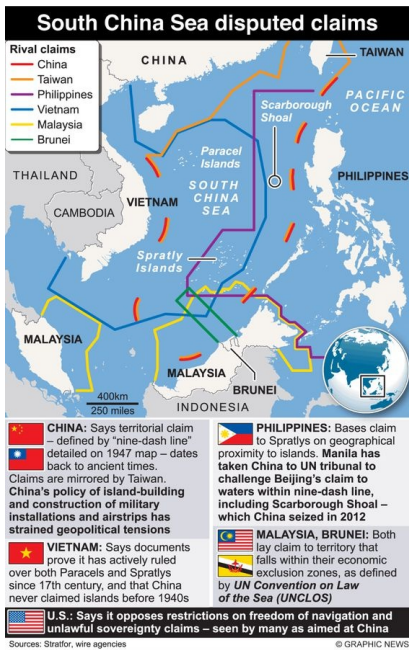 South China Sea disputed claims
Rival claims
China
Taiwan
Philippines
Vietnam
Malaysia
Brunei
CHINA
TAIWAN
PACIFIC
OCEAN
Scarborough
Shoal
Paracel
Islands
THAILAND
VIETNAM
SOUTH
CHINA
SEA
PHILIPPINES
CAMBODIA
Spratly
Islands
MALAYSIA
MALAYSIA
BRUNEI
400km
250 miles
INDONESIA
CHINA: Says territorial claim
– defined by “nine-dash line”
detailed on 1947 map – dates
back to ancient times.
Claims are mirrored by Taiwan.
China’s policy of island-building
and construction of military
installations and airstrips has
strained geopolitical tensions
VIETNAM: Says documents
prove it has actively ruled
over both Paracels and Spratlys
since 17th century, and that China
never claimed islands before 1940s
PHILIPPINES: Bases claim
to Spratlys on geographical
proximity to islands. Manila has
taken China to UN tribunal to
challenge Beijing’s claim to
waters within nine-dash line,
including Scarborough Shoal –
which China seized in 2012
MALAYSIA, BRUNEI: Both
lay claim to territory that
falls within their economic
exclusion zones, as defined
by UN Convention on Law
of the Sea (UNCLOS)
U.S.: Says it opposes restrictions on freedom of navigation and
unlawful sovereignty claims – seen by many as aimed at China
Sources: Stratfor, wire agencies
© GRAPHIC NEWS